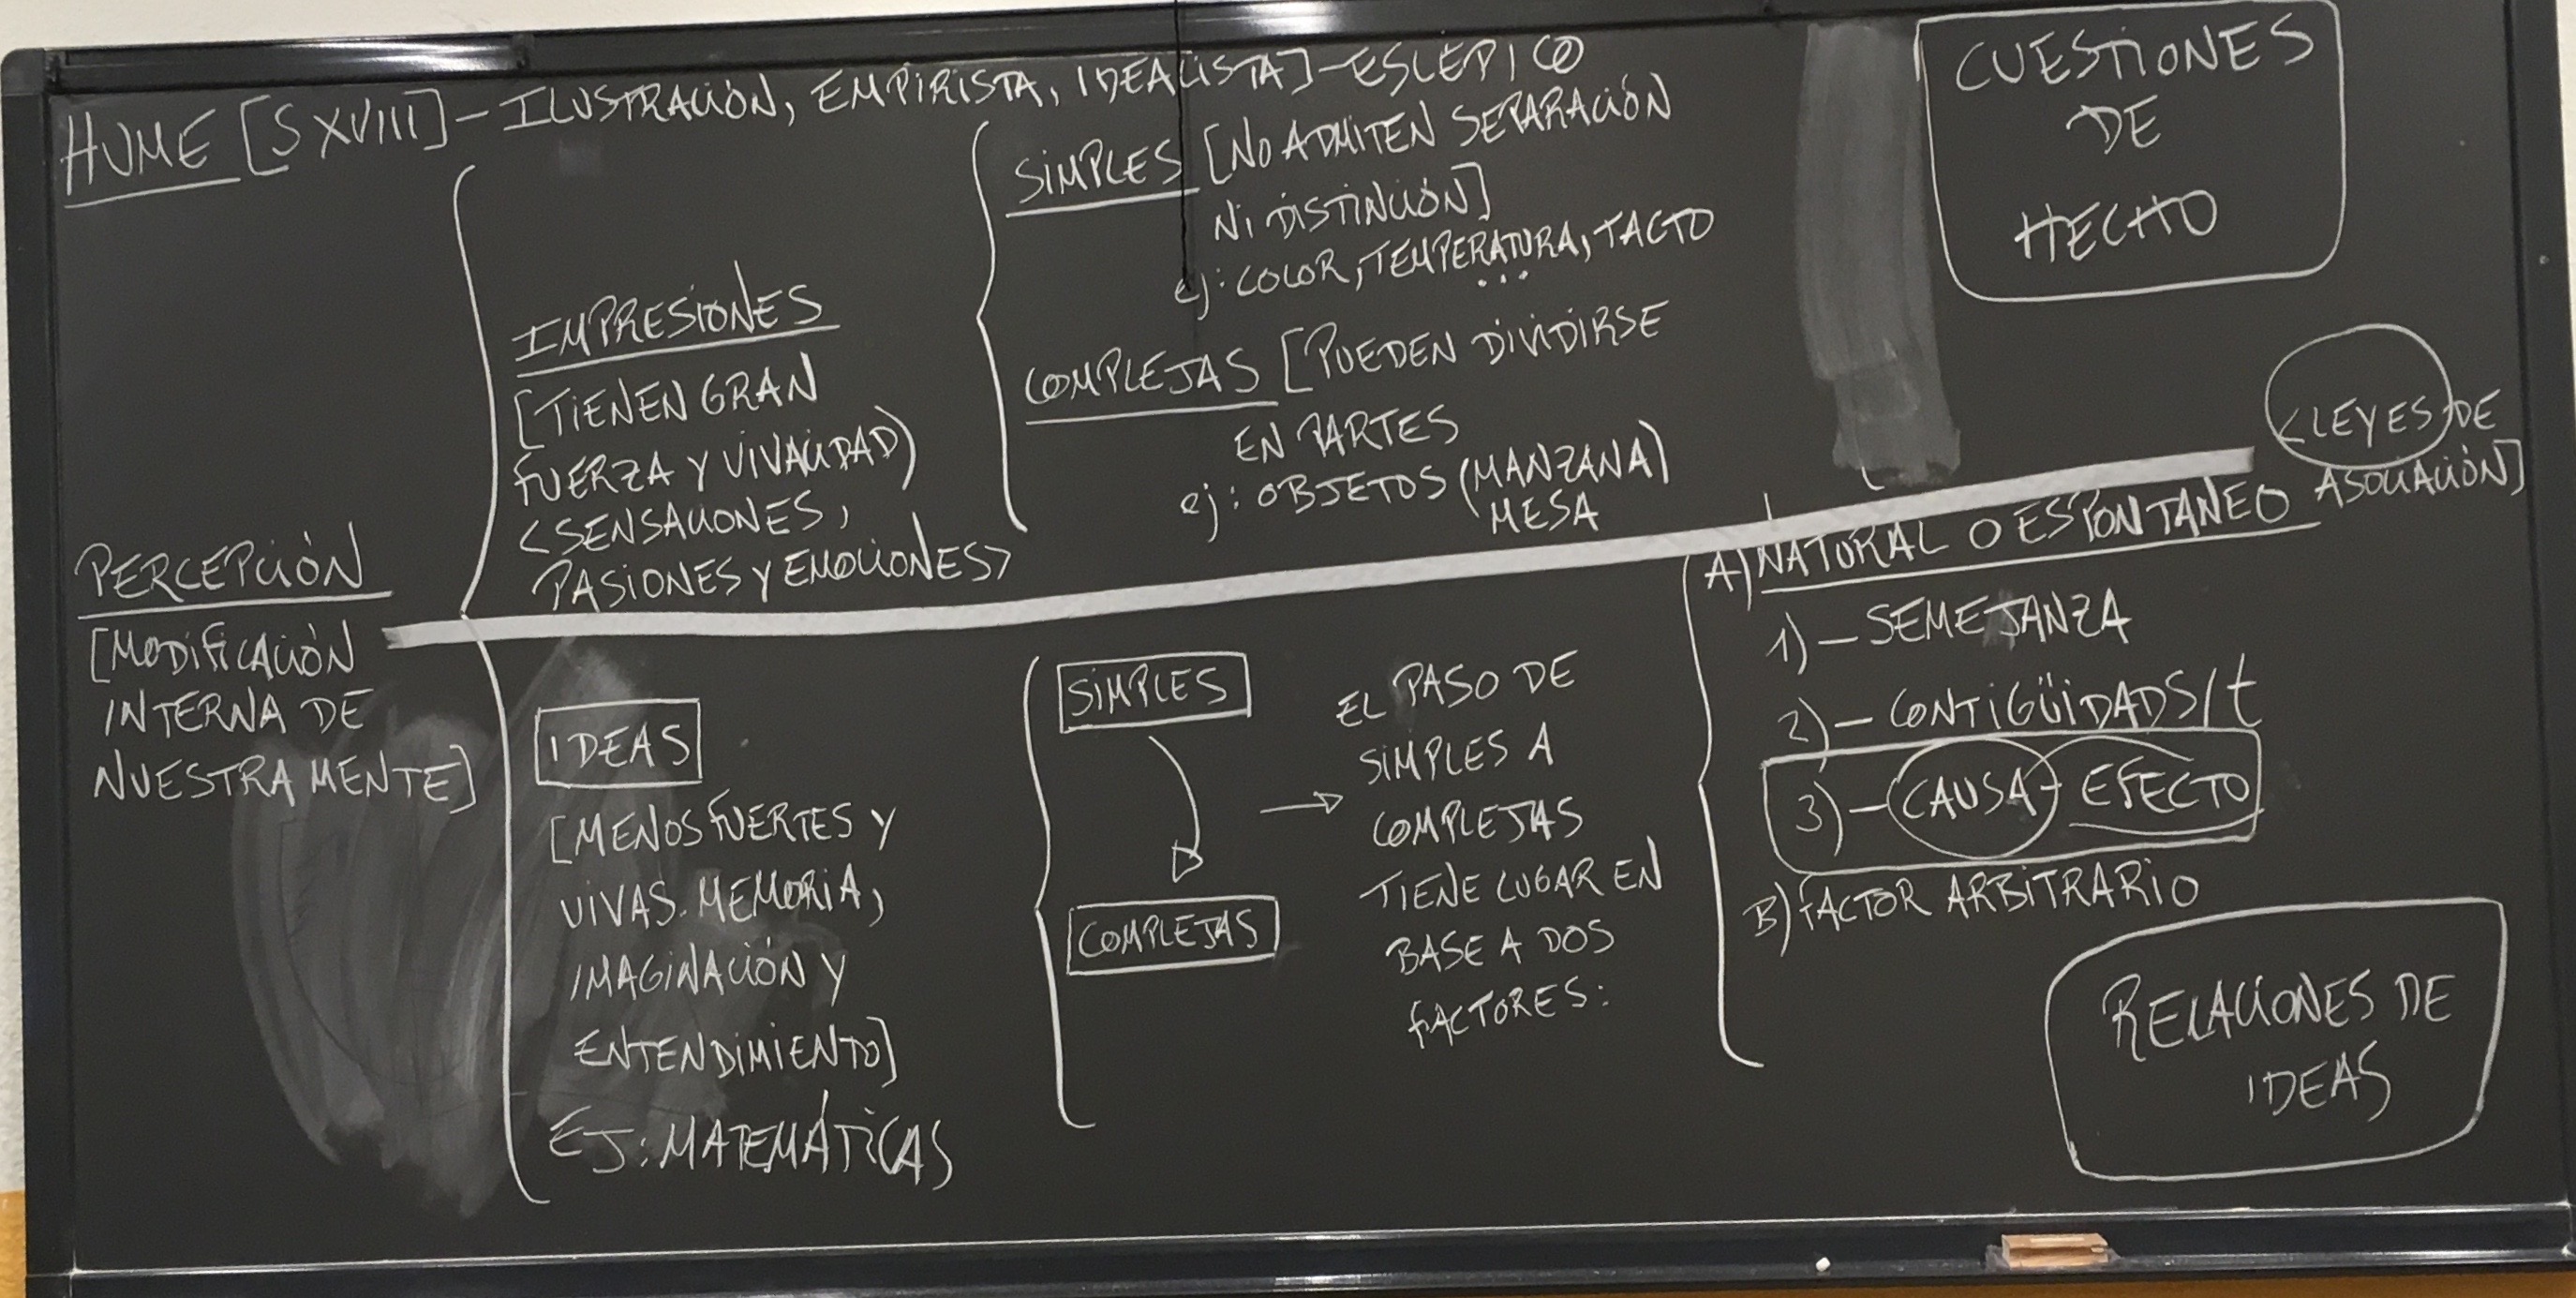 HUME [S XVIII] - ILUSTRACIÓN, EMPIRISTA, IDEALISTA] - ESCÉPICO
PERCEPCIÓN
[MODIFICACIÓN
INTERNA DE
NUESTRA MENTE]
IMPRESIONES
[TIENEN GRAN
FUERZA Y VIVACIDAD)
<SENSACIONES,
PASIONES Y EMOCIONES>
SIMPLES [NO ADMITEN SEPARACIÓN
NI DISTINCIÓN]
ej: COLOR, TEMPERATURA, TACTO
...
COMPLEJAS [PUEDEN DIVIDIRSE
EN PARTES
ej: OBJETOS (MANZANA)
MESA
CUESTIONES
DE
HECHO
IDEAS
[MENOS FUERTES Y
VIVAS. MEMORIA,
IMAGINACIÓN Y
ENTENDIMIENTO]
EJ: MATEMÁTICAS
SIMPLES
COMPLEJAS
→ EL PASO DE
SIMPLES A
COMPLEJAS
TIENE LUGAR EN
BASE A DOS
FACTORES:
<LEYES DE
ASOCIACIÓN]
A) NATURAL O ESPONTANEO
1) - SEMEJANZA
2) - CONTIGÜIDAD S/t
3) - CAUSA - EFECTO
B) FACTOR ARBITRARIO
RELACIONES DE
IDEAS